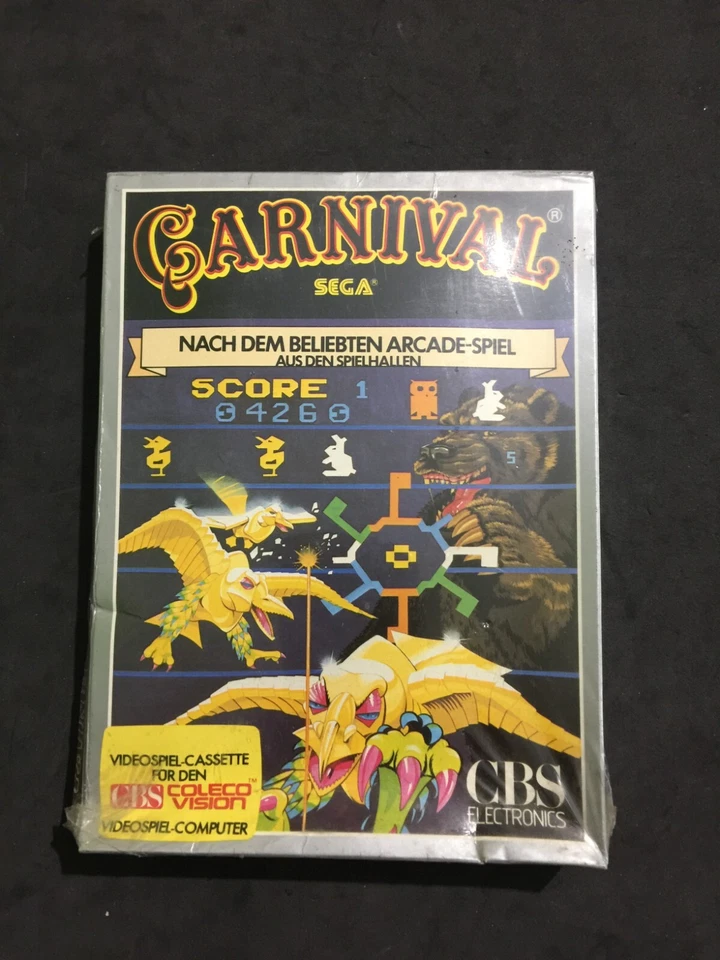 CARNIVAL®
SEGA®
NACH DEM BELIEBTEN ARCADE-SPIEL
AUS DEN SPIELHALLEN
SCORE 1
04260
5
VIDEOSPIEL-CASSETTE
FÜR DEN
CBS COLECO
VISION™
VIDEOSPIEL-COMPUTER
CBS
ELECTRONICS